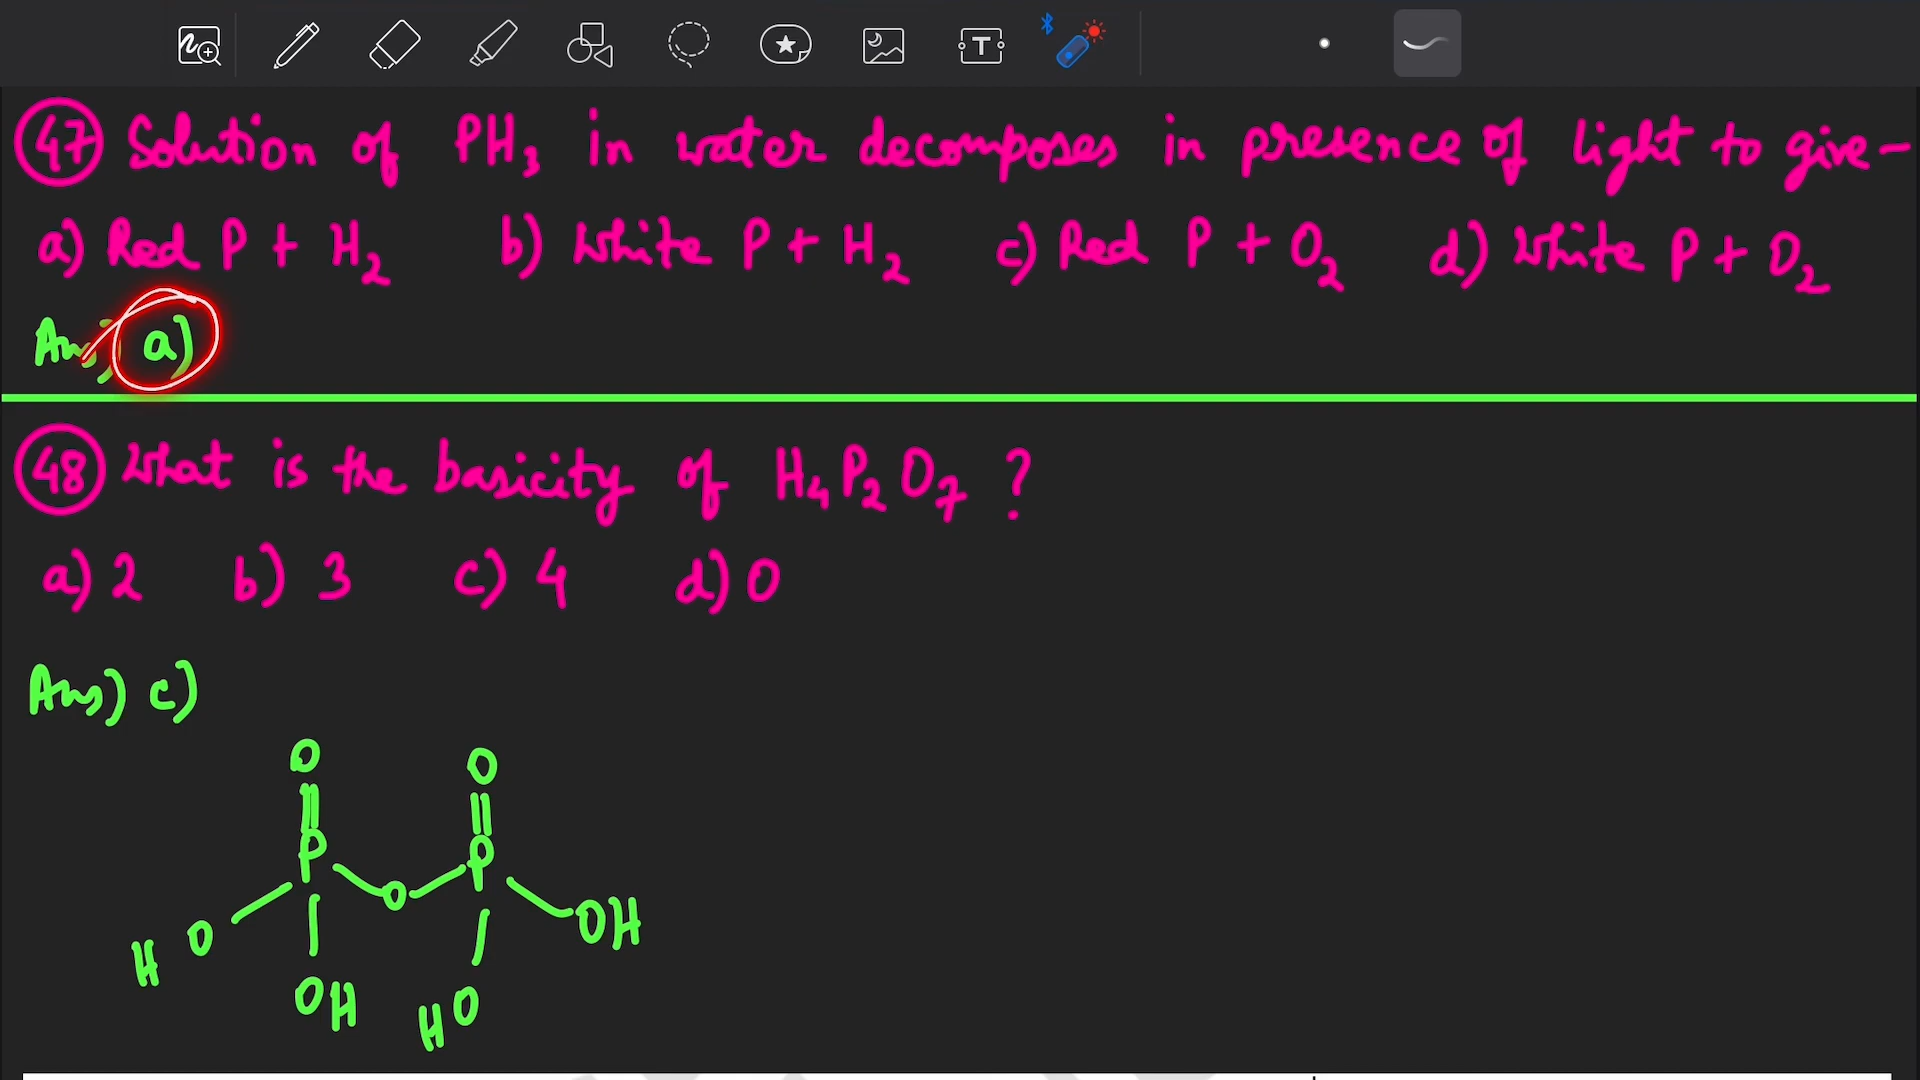 47 Solution of PH3 in water decomposes in presence of light to give-
a) Red P + H2 b) White P + H2 c) Red P + O2 d) White P + O2
Ans) a)
48 What is the basicity of H4P2O7 ?
a) 2 b) 3 c) 4 d) 0
Ans) c)
O O
P P
O
H O OH
OH HO